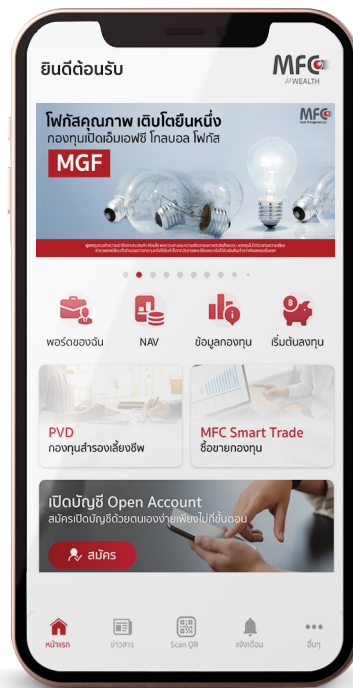 ยินดีต้อนรับ
MFC
WEALTH
โฟกัสคุณภาพ เติบโตยืนหนึ่ง
กองทุนเปิดเอ็มเอฟซี โกลบอล โฟกัส
MGF
MFC
พอร์ตของฉัน
NAV
ข้อมูลกองทุน
เริ่มต้นลงทุน
PVD
กองทุนสำรองเลี้ยงชีพ
MFC Smart Trade
ซื้อขายกองทุน
เปิดบัญชี Open Account
สมัครเปิดบัญชีด้วยตนเองง่ายเพียงไม่กี่ขั้นตอน
สมัคร
หน้าแรก
ข่าวสาร
Scan QR
แจ้งเตือน
อื่นๆ